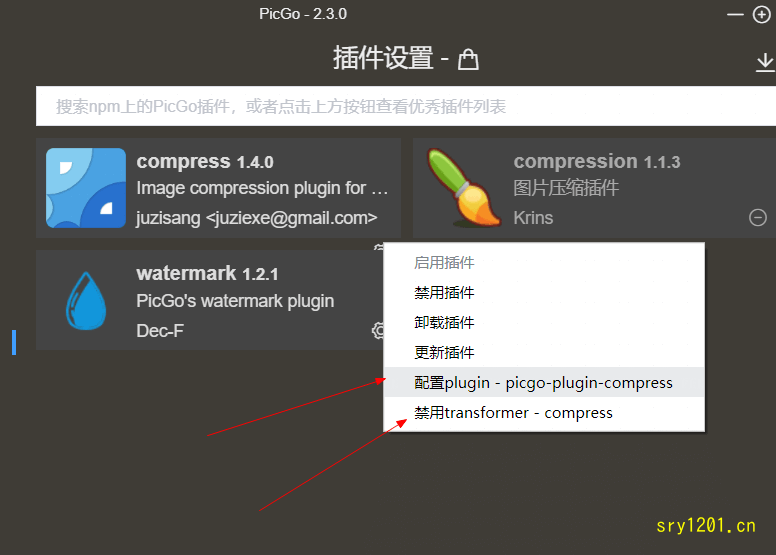 PicGo - 2.3.0
插件设置 -
搜索npm上的PicGo插件，或者点击上方按钮查看优秀插件列表
compress 1.4.0
Image compression plugin for ...
juzisang <juziexe@gmail.com>
compression 1.1.3
图片压缩插件
Krins
watermark 1.2.1
PicGo's watermark plugin
Dec-F
启用插件
禁用插件
卸载插件
更新插件
配置plugin - picgo-plugin-compress
禁用transformer - compress
sry1201.cn